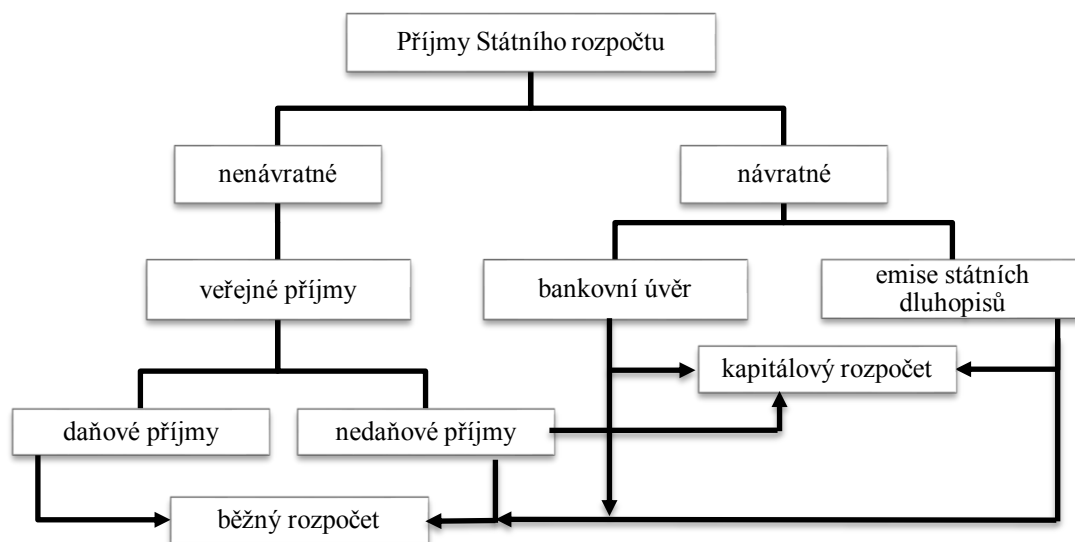 Příjmy Státního rozpočtu
nenávratné
návratné
veřejné příjmy
bankovní úvěr
emise státních
dluhopisů
kapitálový rozpočet
daňové příjmy
nedaňové příjmy
běžný rozpočet